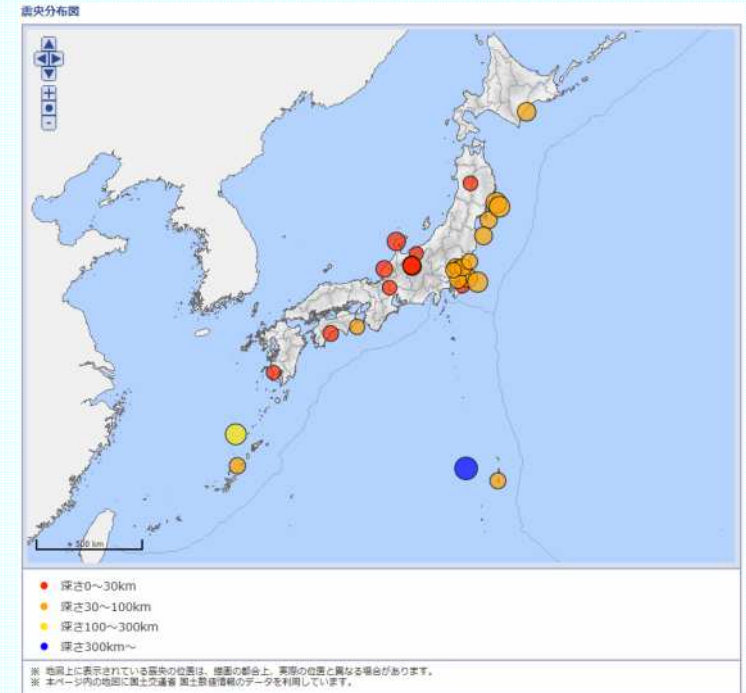 震央分布図
+
-
500 km
深さ0～30km
深さ30～100km
深さ100～300km
深さ300km～
※ 地図上に表示されている震央の位置は、描画の都合上、実際の位置と異なる場合があります。
※ 本ページ内の地図に国土交通省 国土数値情報のデータを利用しています。